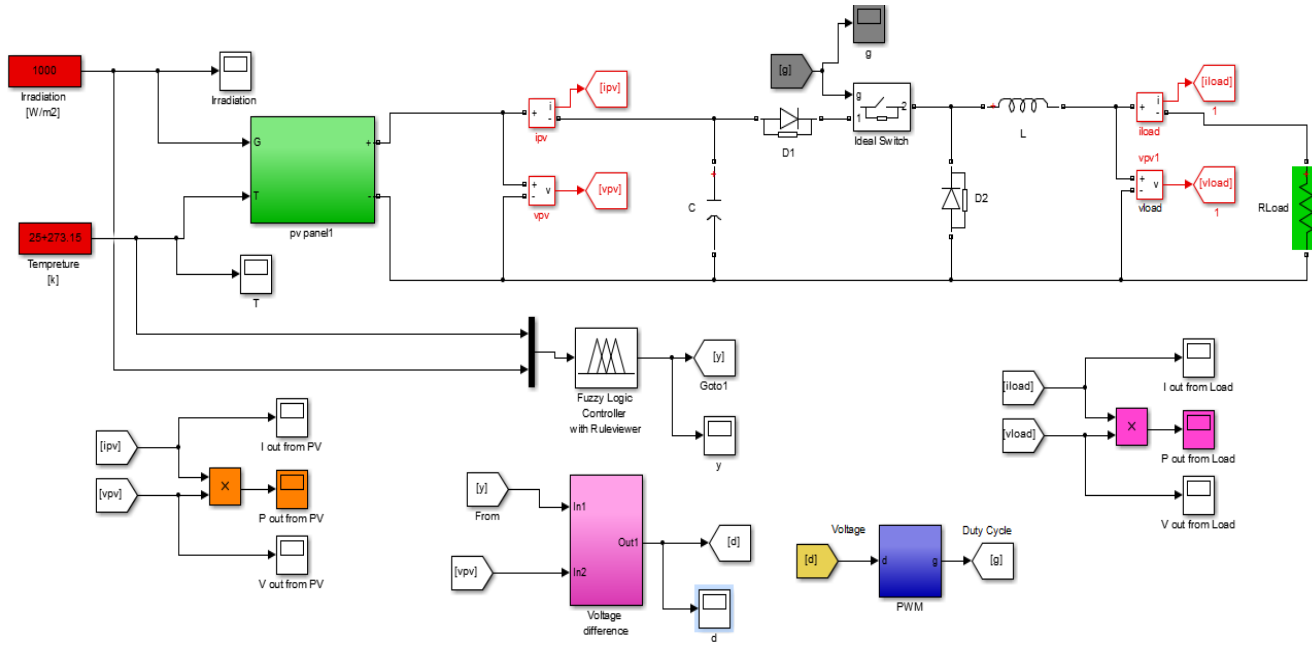 1000
Irradiation
[W/m2]
Irradiation
G
T
+
-
pv panel1
25+273.15
Tempreture
[k]
T
+
i
-
ipv
[ipv]
+
-
v
vpv
[vpv]
+
C
D1
[g]
g
g
1
2
Ideal Switch
D2
+
L
+
i
-
iload
[iload]
1
vpv1
+
-
v
vload
[vload]
1
+
RLoad
Fuzzy Logic
Controller
with Ruleviewer
[y]
Goto1
y
[ipv]
[vpv]
×
I out from PV
P out from PV
V out from PV
[y]
From
[vpv]
In1
In2
Out1
Voltage
difference
[d]
d
Voltage
[d]
d
g
PWM
Duty Cycle
[g]
[iload]
[vload]
×
I out from Load
P out from Load
V out from Load